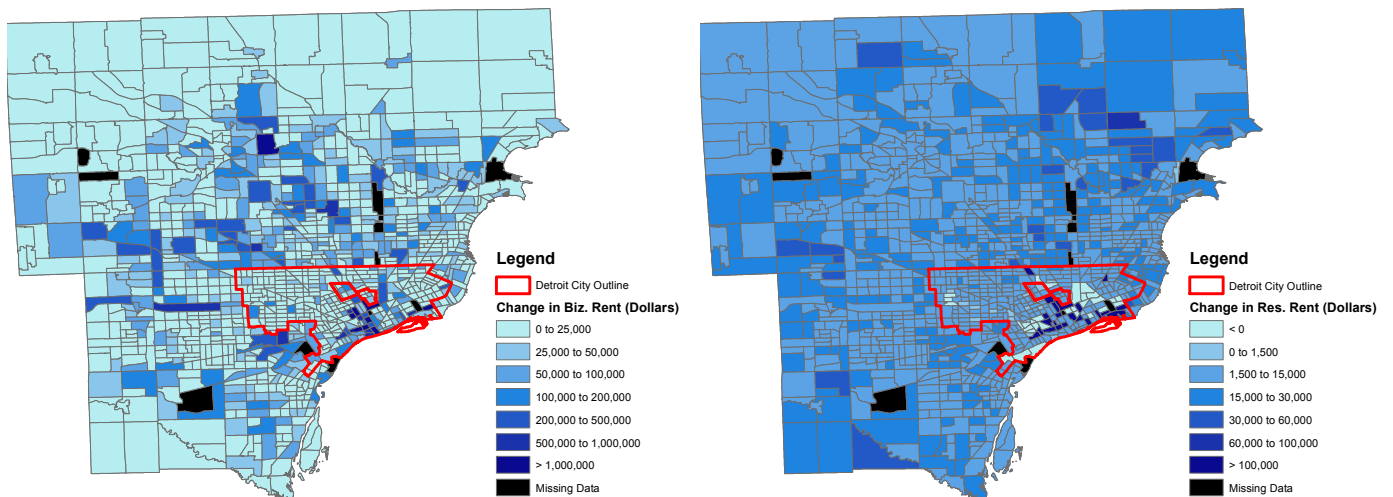 Legend
Detroit City Outline
Change in Biz. Rent (Dollars)
0 to 25,000
25,000 to 50,000
50,000 to 100,000
100,000 to 200,000
200,000 to 500,000
500,000 to 1,000,000
> 1,000,000
Missing Data
Legend
Detroit City Outline
Change in Res. Rent (Dollars)
< 0
0 to 1,500
1,500 to 15,000
15,000 to 30,000
30,000 to 60,000
60,000 to 100,000
> 100,000
Missing Data